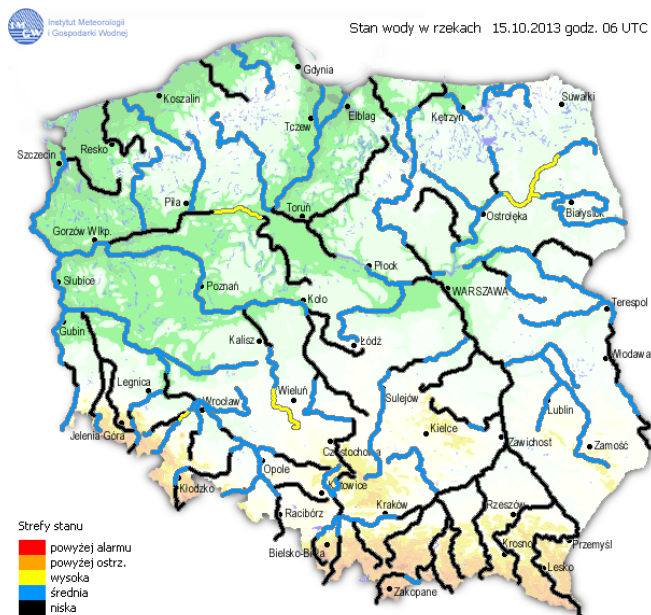 Instytut Meteorologii
i Gospodarki Wodnej
Stan wody w rzekach 15.10.2013 godz. 06 UTC
Gdynia
Koszalin
Suwałki
Elbląg
Kętrzyn
Tczew
Resko
Szczecin
Piła
Toruń
Ostrołęka
Białystok
Gorzów Wlkp.
Płock
Słubice
Poznań
WARSZAWA
Koło
Terespol
Gubin
Kalisz
Łódź
Włodawa
Legnica
Wieluń
Sulejów
Wrocław
Lublin
Jelenia Góra
Kielce
Zawichost
Zamość
Częstochowa
Opole
Kłodzko
Katowice
Racibórz
Kraków
Rzeszów
Przemyśl
Bielsko-Biała
Krosno
Lesko
Zakopane
Strefy stanu
powyżej alarmu
powyżej ostrz.
wysoka
średnia
niska